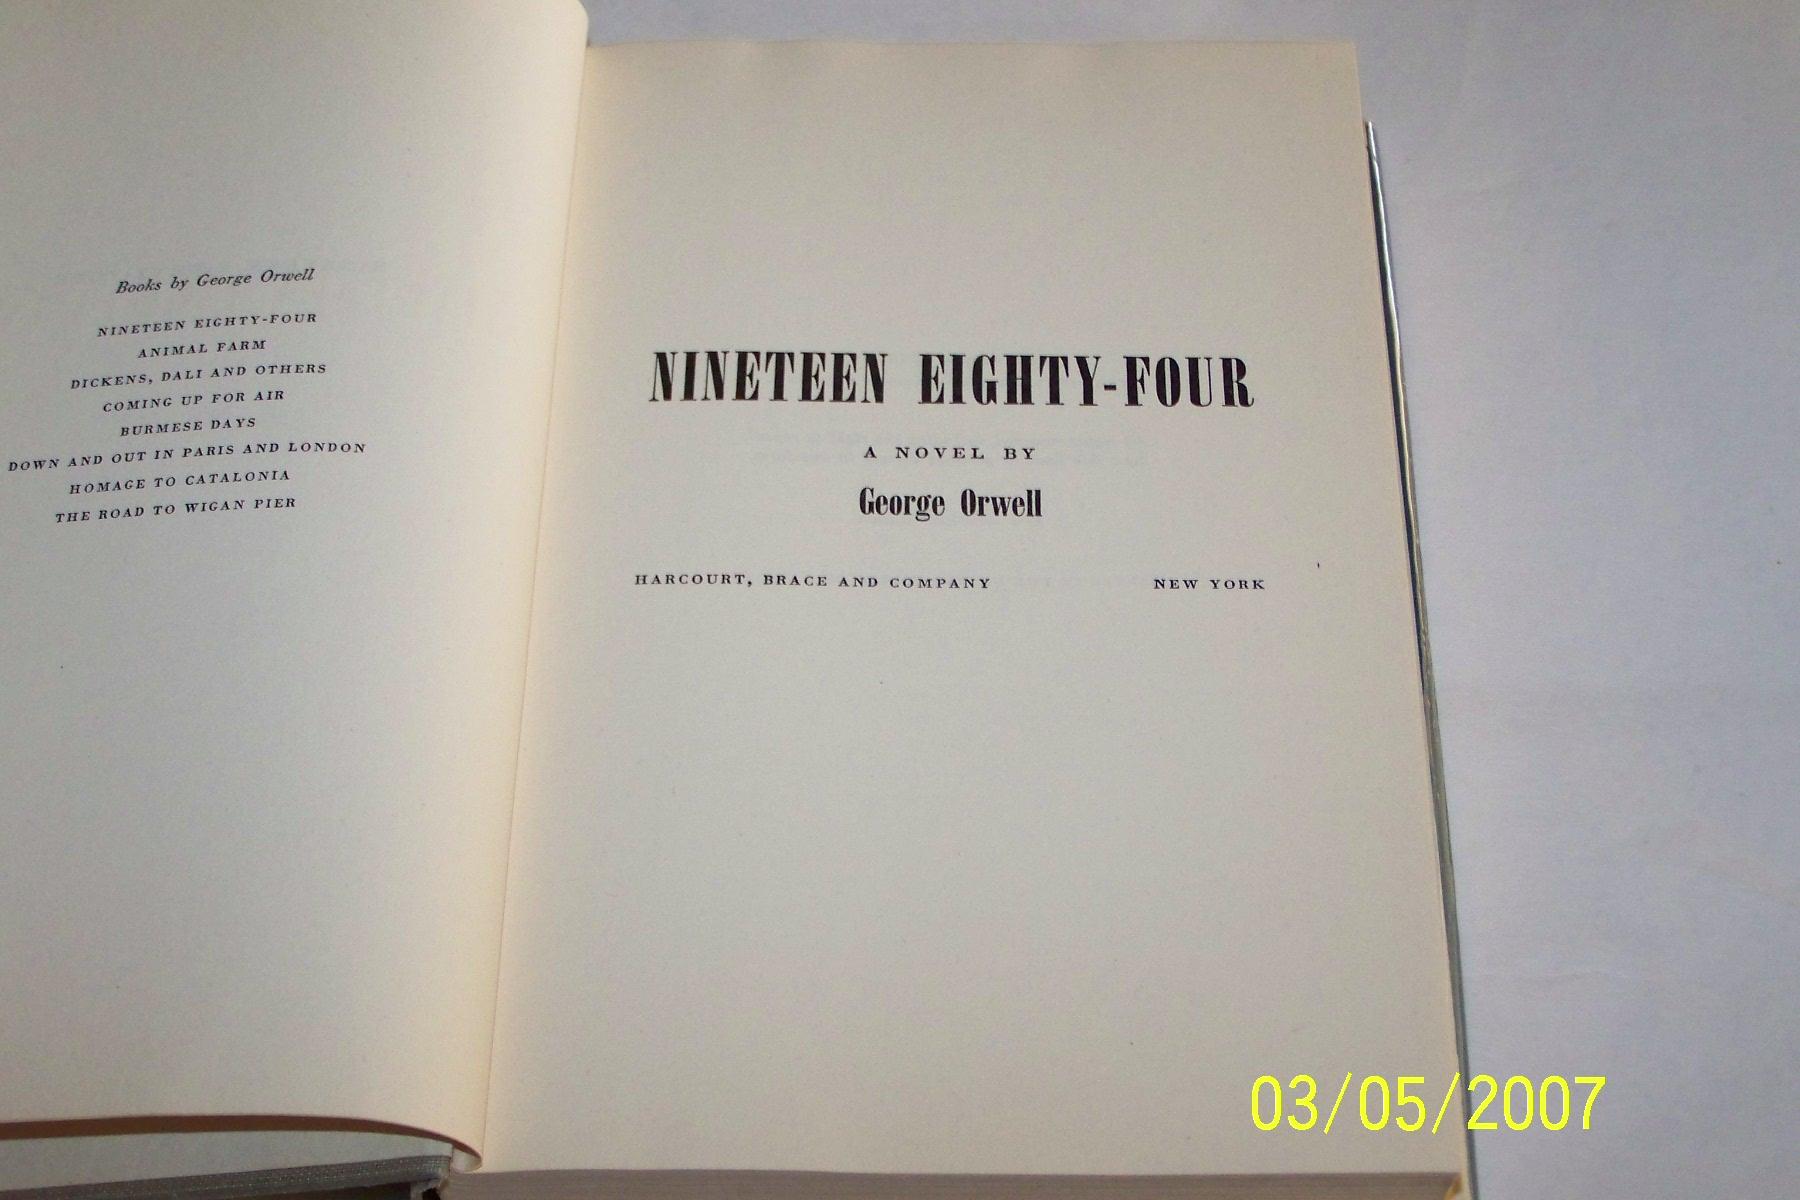 Books by George Orwell
NINETEEN EIGHTY-FOUR
ANIMAL FARM
DICKENS, DALI AND OTHERS
COMING UP FOR AIR
BURMESE DAYS
DOWN AND OUT IN PARIS AND LONDON
HOMAGE TO CATALONIA
THE ROAD TO WIGAN PIER
NINETEEN EIGHTY-FOUR
A NOVEL BY
George Orwell
HARCOURT, BRACE AND COMPANY NEW YORK
03/05/2007